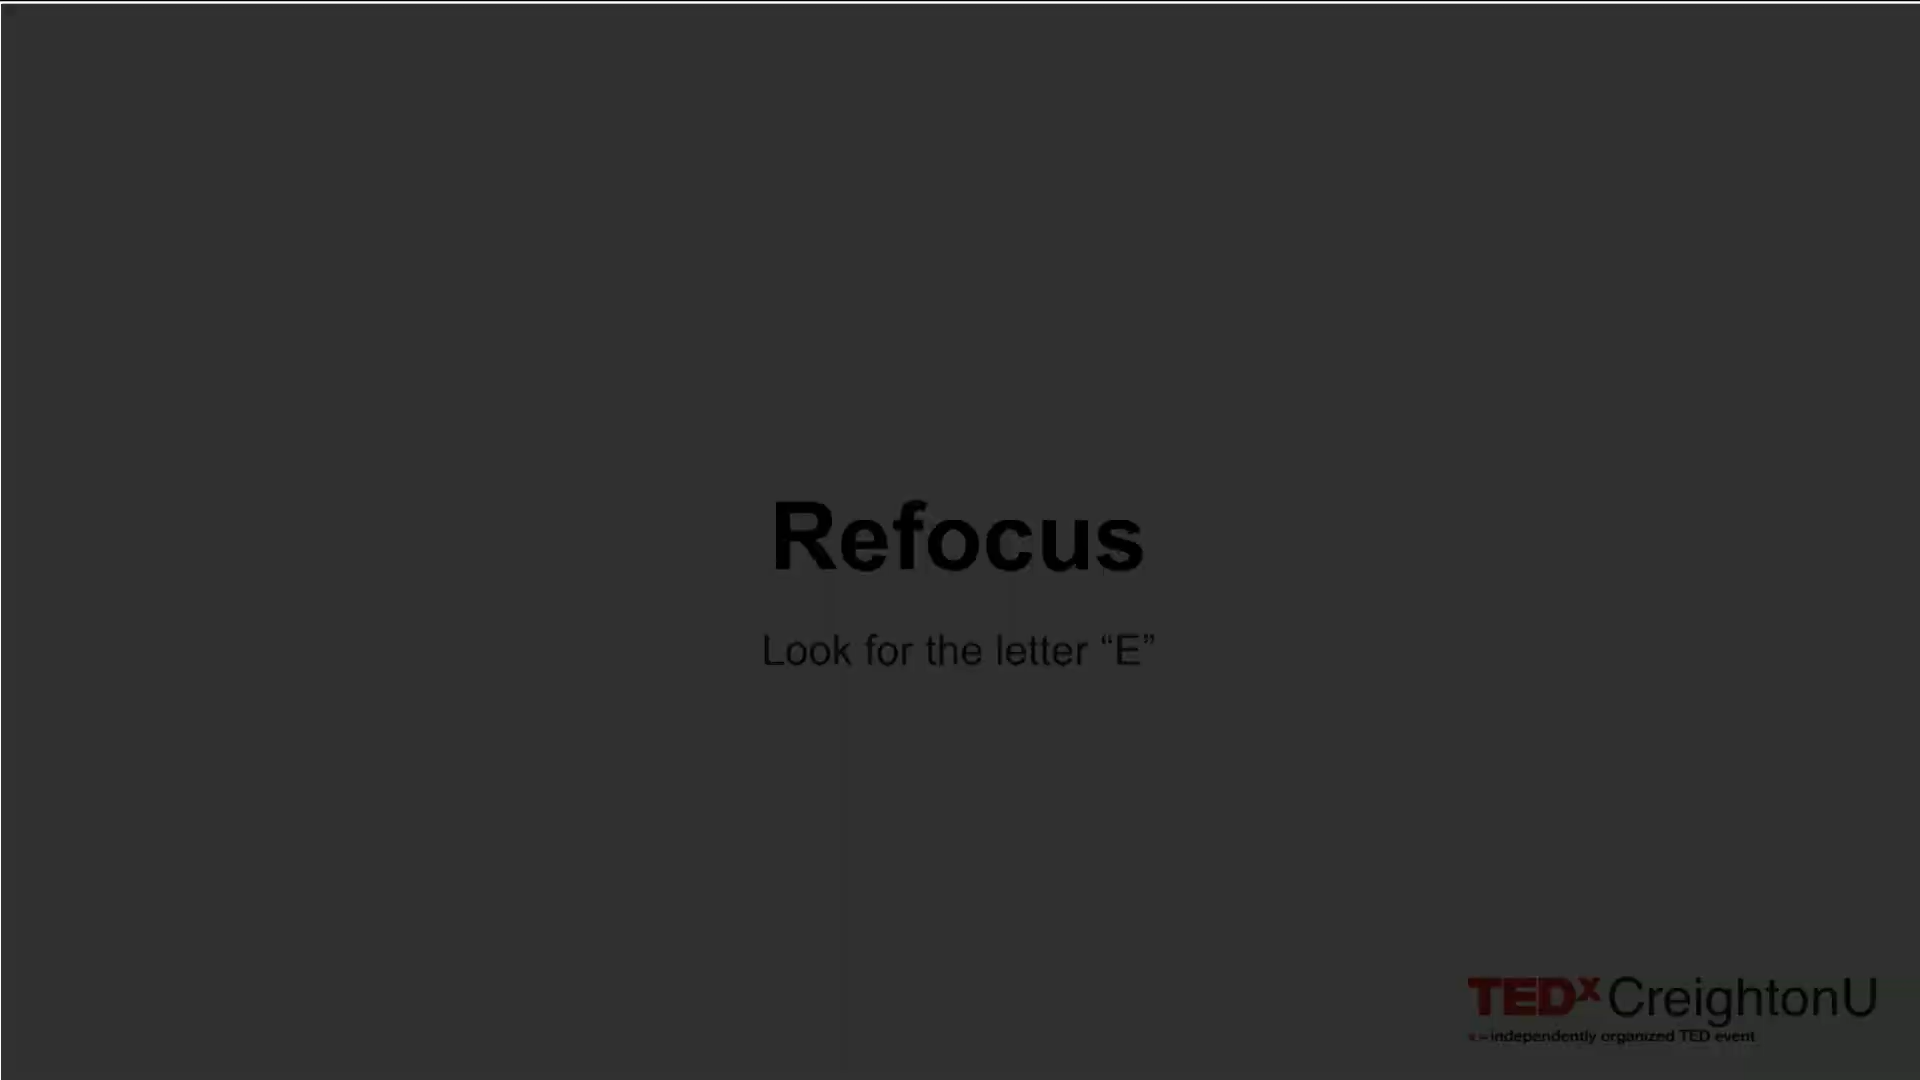 Refocus
Look for the letter “E”
TEDx CreightonU
x = independently organized TED event